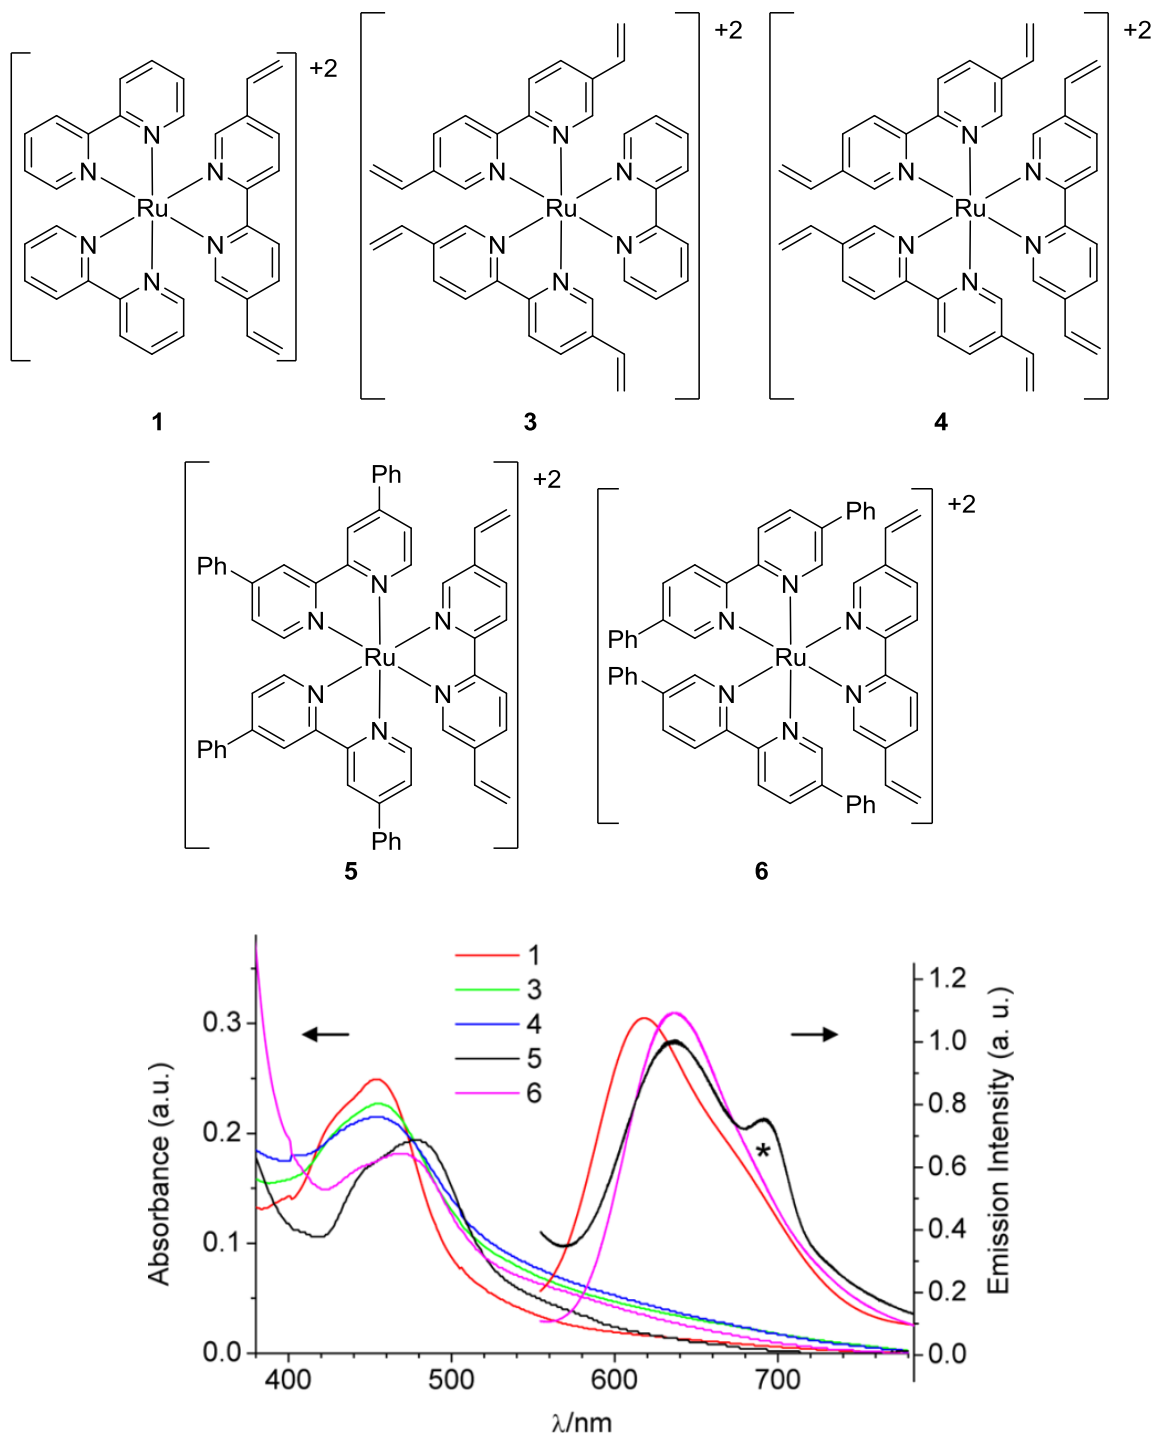 +2
+2
+2
N
N
N
N
N
N
Ru
N
N
N
N
N
N
Ru
N
N
N
N
N
N
Ru
1
3
4
Ph
Ph
Ph
Ph
N
N
N
N
N
N
Ru
+2
Ph
Ph
Ph
Ph
N
N
N
N
N
N
Ru
+2
5
6
1
3
4
5
6
0.3
0.2
0.1
0.0
Absorbance (a.u.)
1.2
1.0
0.8
0.6
0.4
0.2
0.0
Emission Intensity (a. u.)
*
400
500
600
700
λ/nm